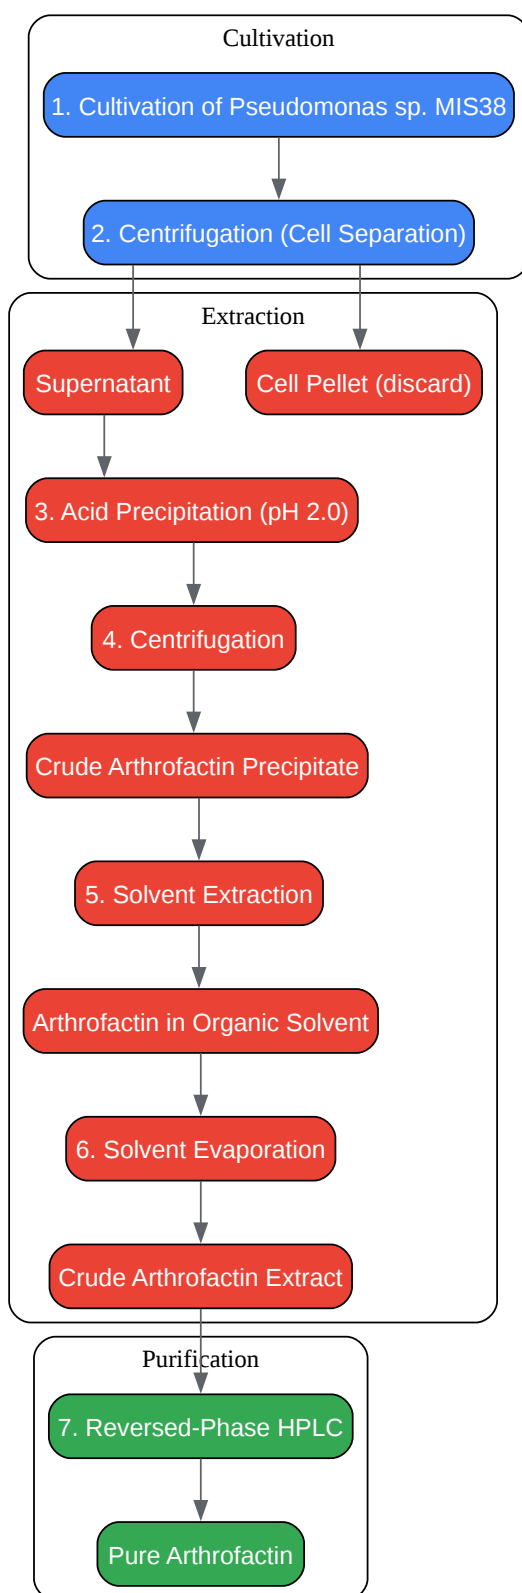 Cultivation
1. Cultivation of Pseudomonas sp. MIS38
2. Centrifugation (Cell Separation)
Extraction
Supernatant
Cell Pellet (discard)
3. Acid Precipitation (pH 2.0)
4. Centrifugation
Crude Arthrofactin Precipitate
5. Solvent Extraction
Arthrofactin in Organic Solvent
6. Solvent Evaporation
Crude Arthrofactin Extract
Purification
7. Reversed-Phase HPLC
Pure Arthrofactin